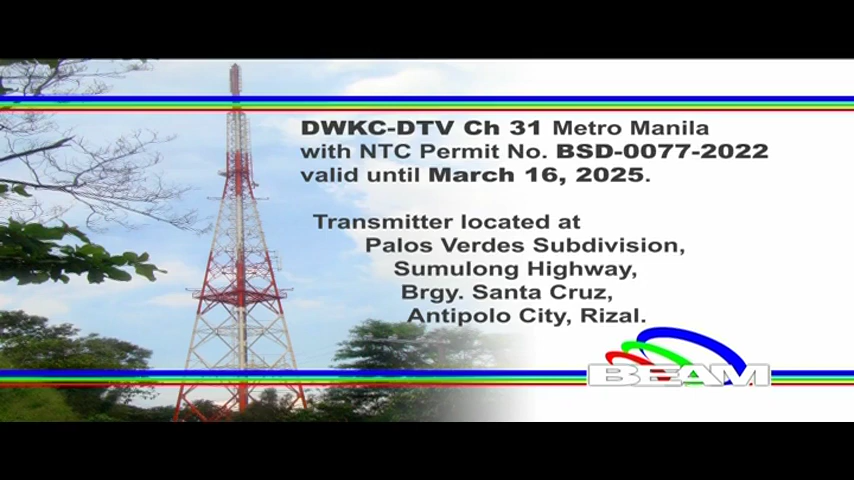 DWKC-DTV Ch 31 Metro Manila
with NTC Permit No. BSD-0077-2022
valid until March 16, 2025.
Transmitter located at
Palos Verdes Subdivision,
Sumulong Highway,
Brgy. Santa Cruz,
Antipolo City, Rizal.
BEAM